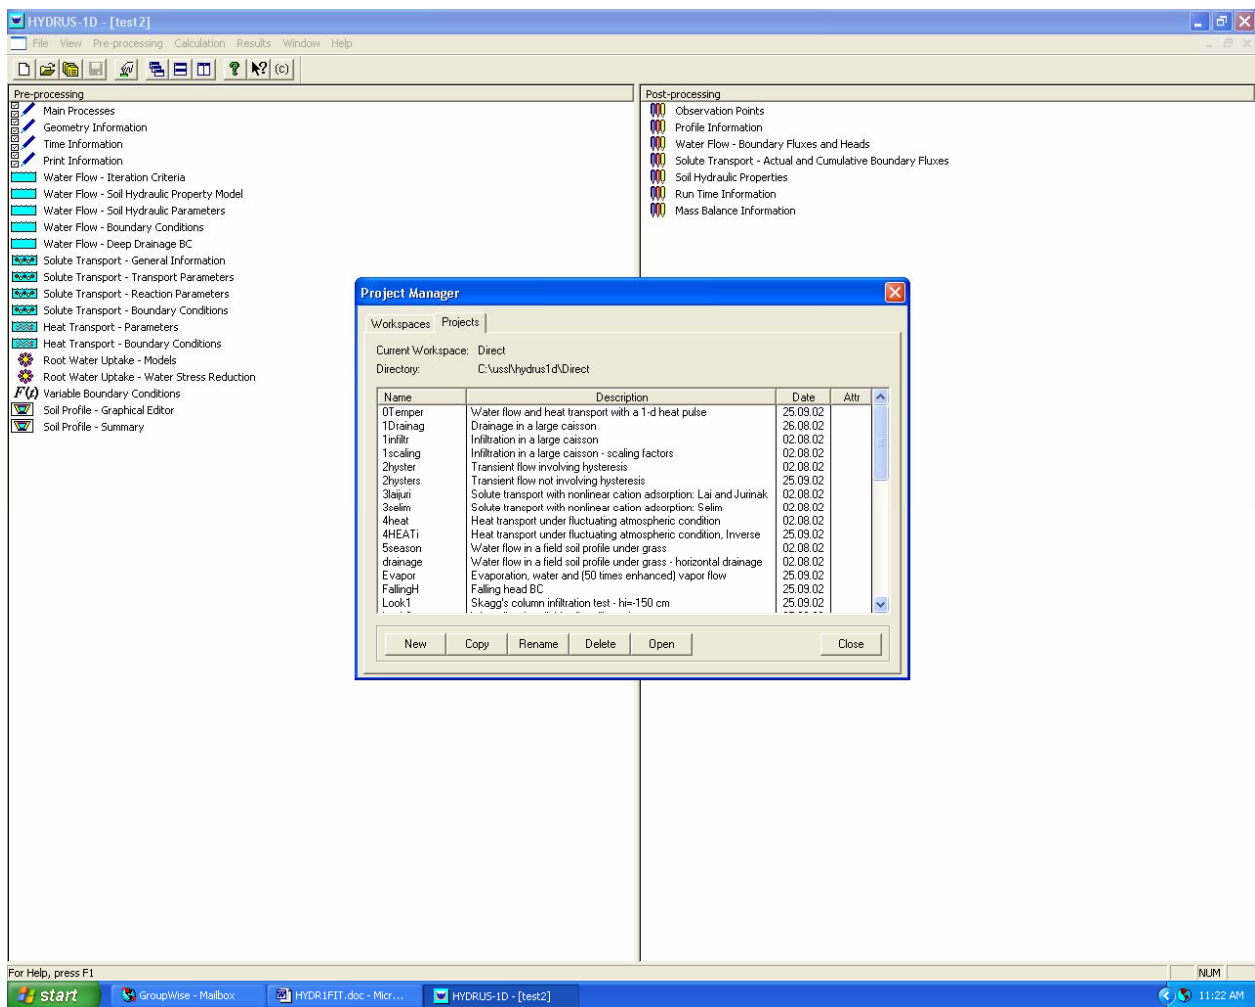 HYDRUS-1D - [test2]
File View Pre-processing Calculation Results Window Help
Pre-processing
Main Processes
Geometry Information
Time Information
Print Information
Water Flow - Iteration Criteria
Water Flow - Soil Hydraulic Property Model
Water Flow - Soil Hydraulic Parameters
Water Flow - Boundary Conditions
Water Flow - Deep Drainage BC
Solute Transport - General Information
Solute Transport - Transport Parameters
Solute Transport - Reaction Parameters
Solute Transport - Boundary Conditions
Heat Transport - Parameters
Heat Transport - Boundary Conditions
Root Water Uptake - Models
Root Water Uptake - Water Stress Reduction
F(t) Variable Boundary Conditions
Soil Profile - Graphical Editor
Soil Profile - Summary
Post-processing
Observation Points
Profile Information
Water Flow - Boundary Fluxes and Heads
Solute Transport - Actual and Cumulative Boundary Fluxes
Soil Hydraulic Properties
Run Time Information
Mass Balance Information
Project Manager
Workspaces Projects
Current Workspace: Direct
Directory: C:\ussl\hydrus1d\Direct
Name Description Date Attr
0Temper Water flow and heat transport with a 1-d heat pulse 25.09.02
1Drainag Drainage in a large caisson 26.08.02
1infiltr Infiltration in a large caisson 02.08.02
1scaling Infiltration in a large caisson - scaling factors 02.08.02
2hyster Transient flow involving hysteresis 02.08.02
2hysters Transient flow not involving hysteresis 25.09.02
3laijuri Solute transport with nonlinear cation adsorption: Lai and Jurinak 02.08.02
3selim Solute transport with nonlinear cation adsorption: Selim 02.08.02
4heat Heat transport under fluctuating atmospheric condition 02.08.02
4HEATi Heat transport under fluctuating atmospheric condition, Inverse 25.09.02
5season Water flow in a field soil profile under grass 02.08.02
drainage Water flow in a field soil profile under grass - horizontal drainage 02.08.02
Evapor Evaporation, water and (50 times enhanced) vapor flow 25.09.02
FallingH Falling head BC 25.09.02
Look1 Skagg's column infiltration test - hi=-150 cm 25.09.02
New Copy Rename Delete Open Close
For Help, press F1 NUM
start GroupWise - Mailbox HYDR1FIT.doc - Micr... HYDRUS-1D - [test2] 11:22 AM